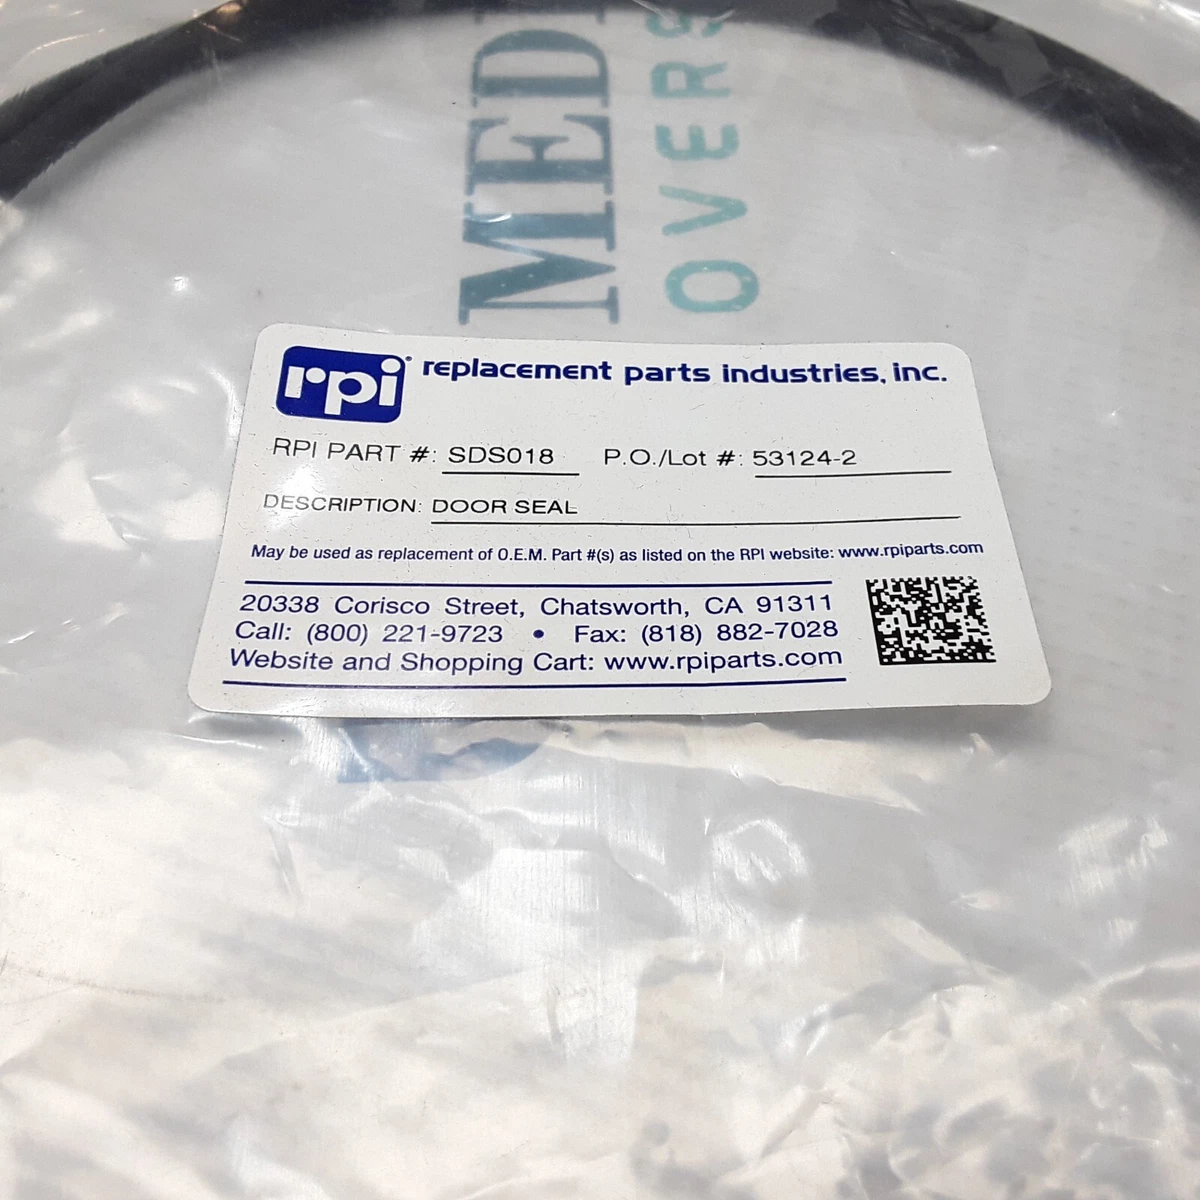 MED
OVERS
rpi® replacement parts industries, inc.
RPI PART #: SDS018 P.O./Lot #: 53124-2
DESCRIPTION: DOOR SEAL
May be used as replacement of O.E.M. Part #(s) as listed on the RPI website: www.rpiparts.com
20338 Corisco Street, Chatsworth, CA 91311
Call: (800) 221-9723 • Fax: (818) 882-7028
Website and Shopping Cart: www.rpiparts.com